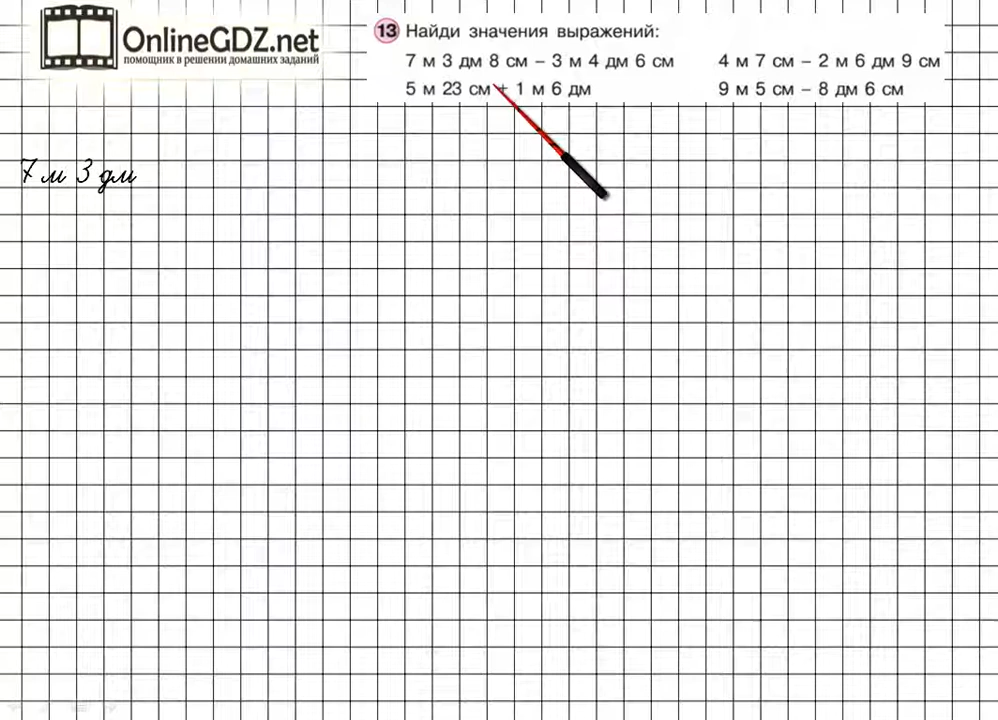 OnlineGDZ.net
помощник в решении домашних заданий
13 Найди значения выражений:
7 м 3 дм 8 см – 3 м 4 дм 6 см
4 м 7 см – 2 м 6 дм 9 см
5 м 23 см + 1 м 6 дм
9 м 5 см – 8 дм 6 см
7 м 3 дм